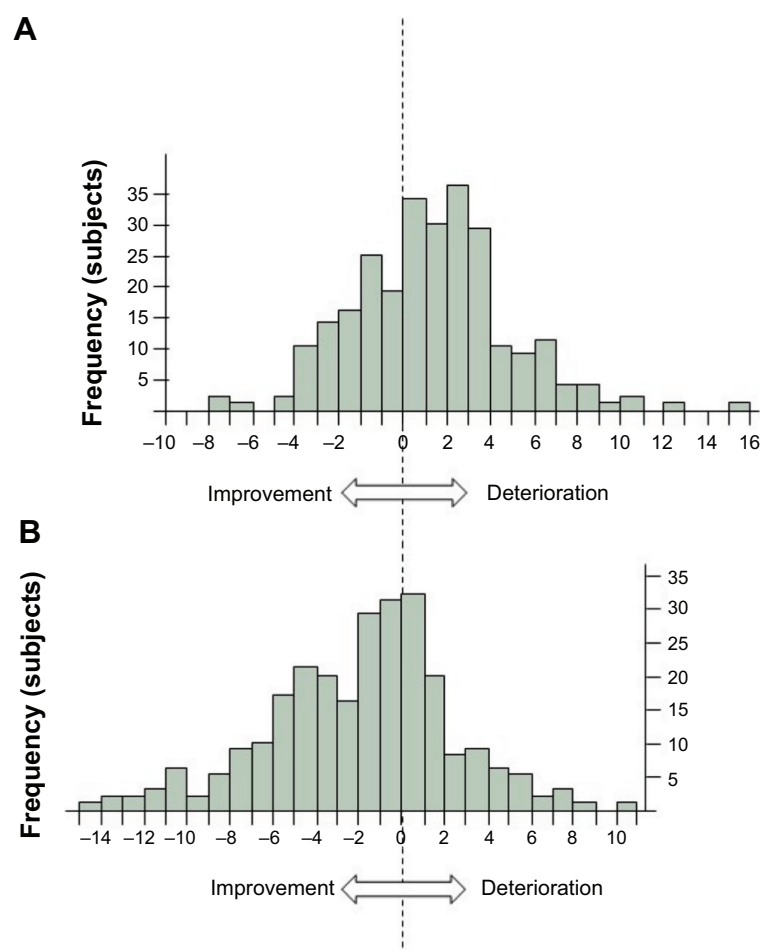 A
Frequency (subjects)
35
30
25
20
15
10
5
–10 –8 –6 –4 –2 0 2 4 6 8 10 12 14 16
Improvement Deterioration
B
Frequency (subjects)
35
30
25
20
15
10
5
–14 –12 –10 –8 –6 –4 –2 0 2 4 6 8 10
Improvement Deterioration